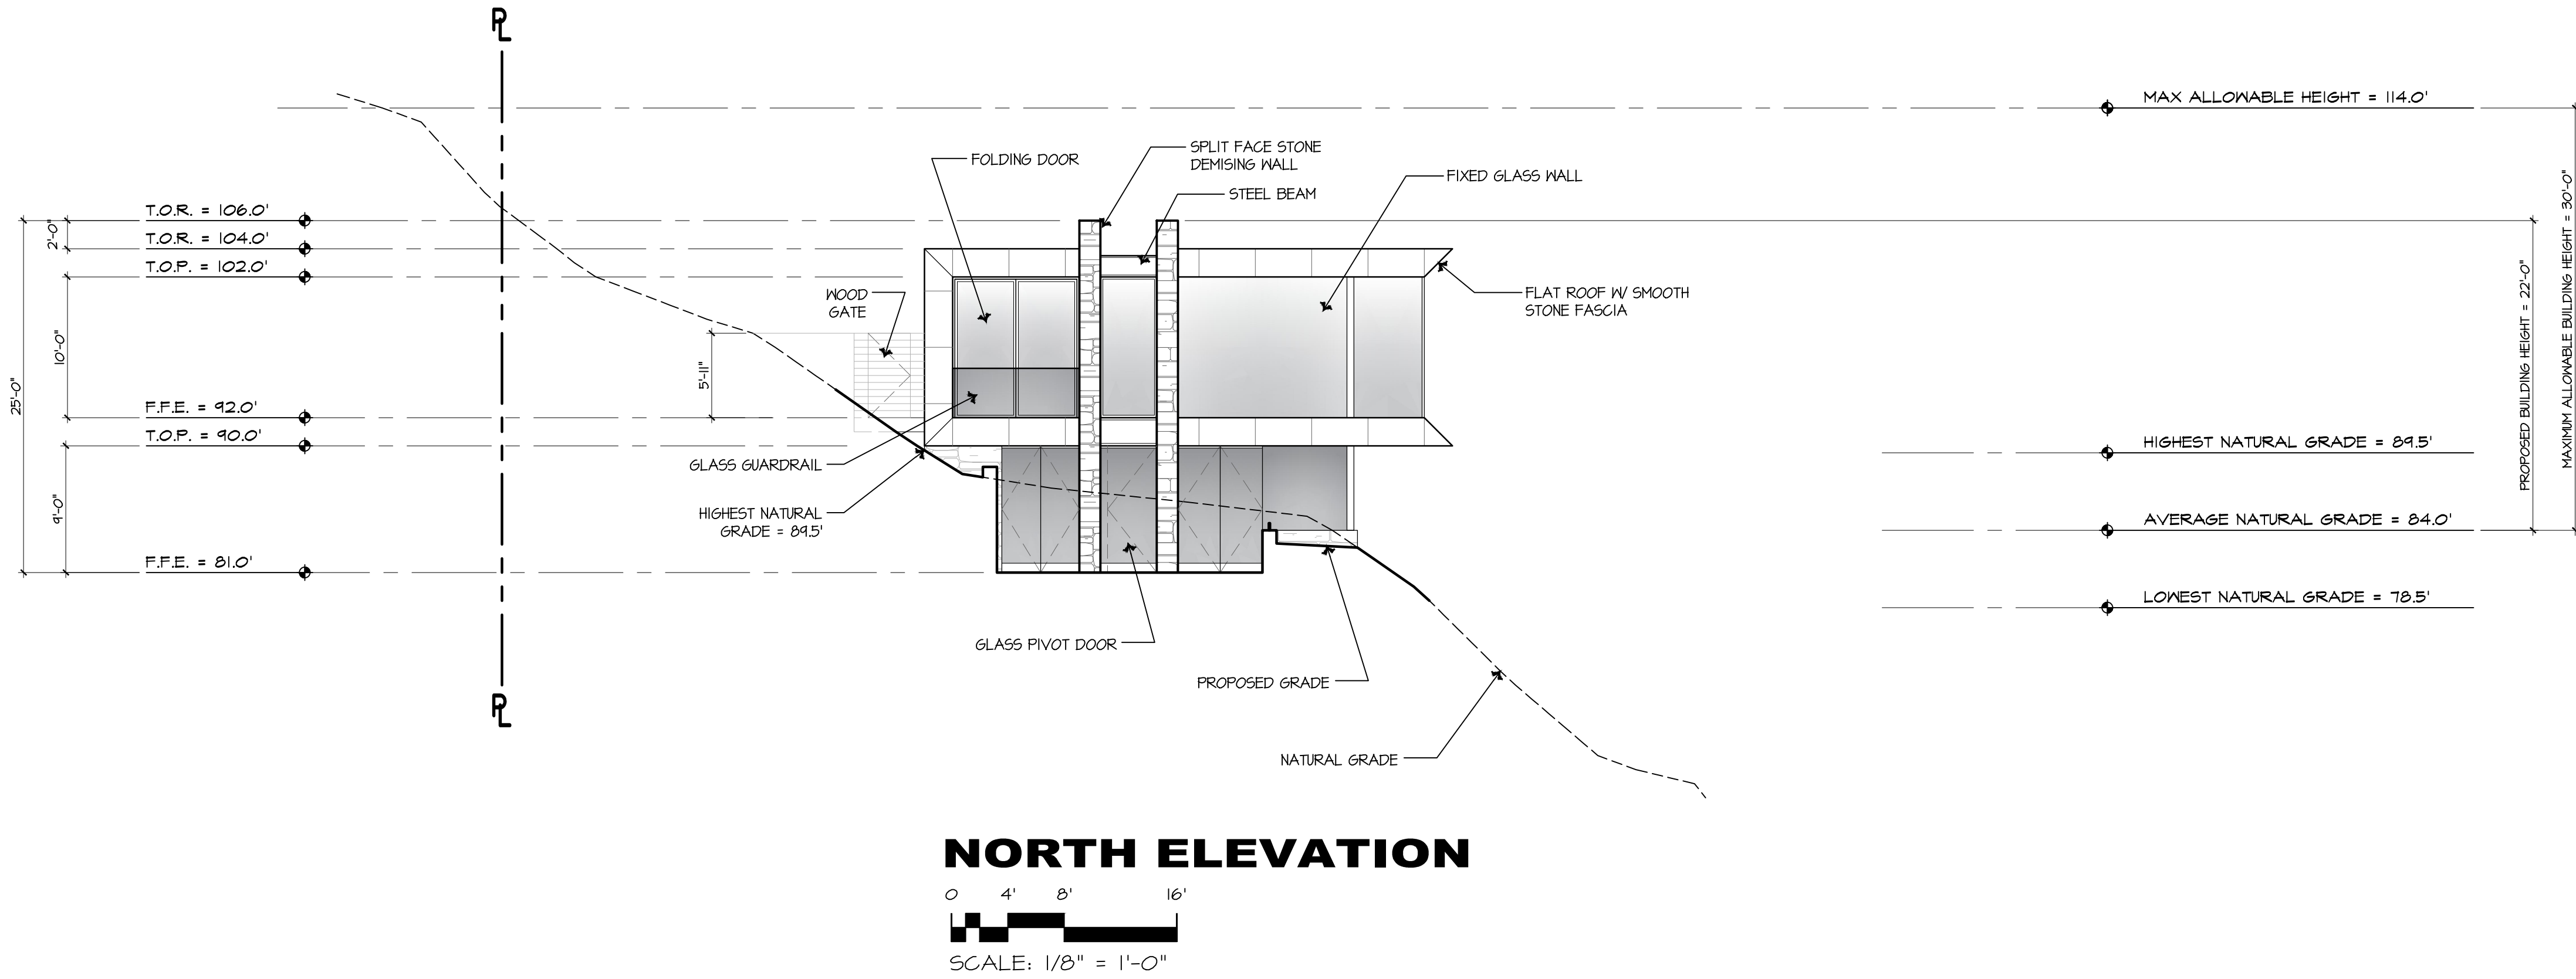 PL
MAX ALLOWABLE HEIGHT = 114.0'
SPLIT FACE STONE
DEMISING WALL
FOLDING DOOR
STEEL BEAM
FIXED GLASS WALL
T.O.R. = 106.0'
2'-0"
T.O.R. = 104.0'
T.O.P. = 102.0'
WOOD
GATE
FLAT ROOF W/ SMOOTH
STONE FASCIA
10'-0"
25'-0"
5'-11"
PROPOSED BUILDING HEIGHT = 22'-0"
MAXIMUM ALLOWABLE BUILDING HEIGHT = 30'-0"
F.F.E. = 92.0'
T.O.P. = 90.0'
HIGHEST NATURAL GRADE = 89.5'
GLASS GUARDRAIL
9'-0"
HIGHEST NATURAL
GRADE = 89.5'
AVERAGE NATURAL GRADE = 84.0'
F.F.E. = 81.0'
LOWEST NATURAL GRADE = 78.5'
GLASS PIVOT DOOR
PROPOSED GRADE
PL
NATURAL GRADE
NORTH ELEVATION
0 4' 8' 16'
SCALE: 1/8" = 1'-0"